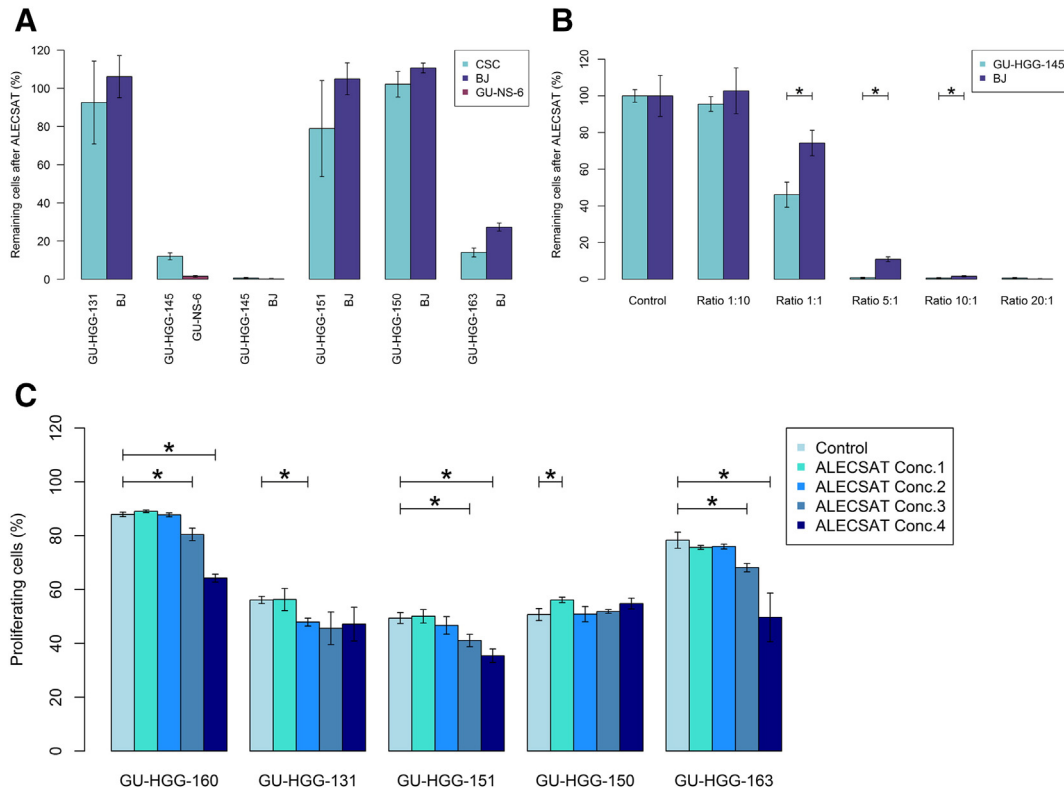 A
Remaining cells after ALECSAT (%)
120
100
80
60
40
20
0
CSC
BJ
GU-NS-6
GU-HGG-131
BJ
GU-HGG-145
GU-NS-6
GU-HGG-145
BJ
GU-HGG-151
BJ
GU-HGG-150
BJ
GU-HGG-163
BJ
B
Remaining cells after ALECSAT (%)
120
100
80
60
40
20
0
GU-HGG-145
BJ
* * *
Control Ratio 1:10 Ratio 1:1 Ratio 5:1 Ratio 10:1 Ratio 20:1
C
Proliferating cells (%)
120
100
80
60
40
20
0
Control
ALECSAT Conc.1
ALECSAT Conc.2
ALECSAT Conc.3
ALECSAT Conc.4
* * * * * * * *
GU-HGG-160 GU-HGG-131 GU-HGG-151 GU-HGG-150 GU-HGG-163